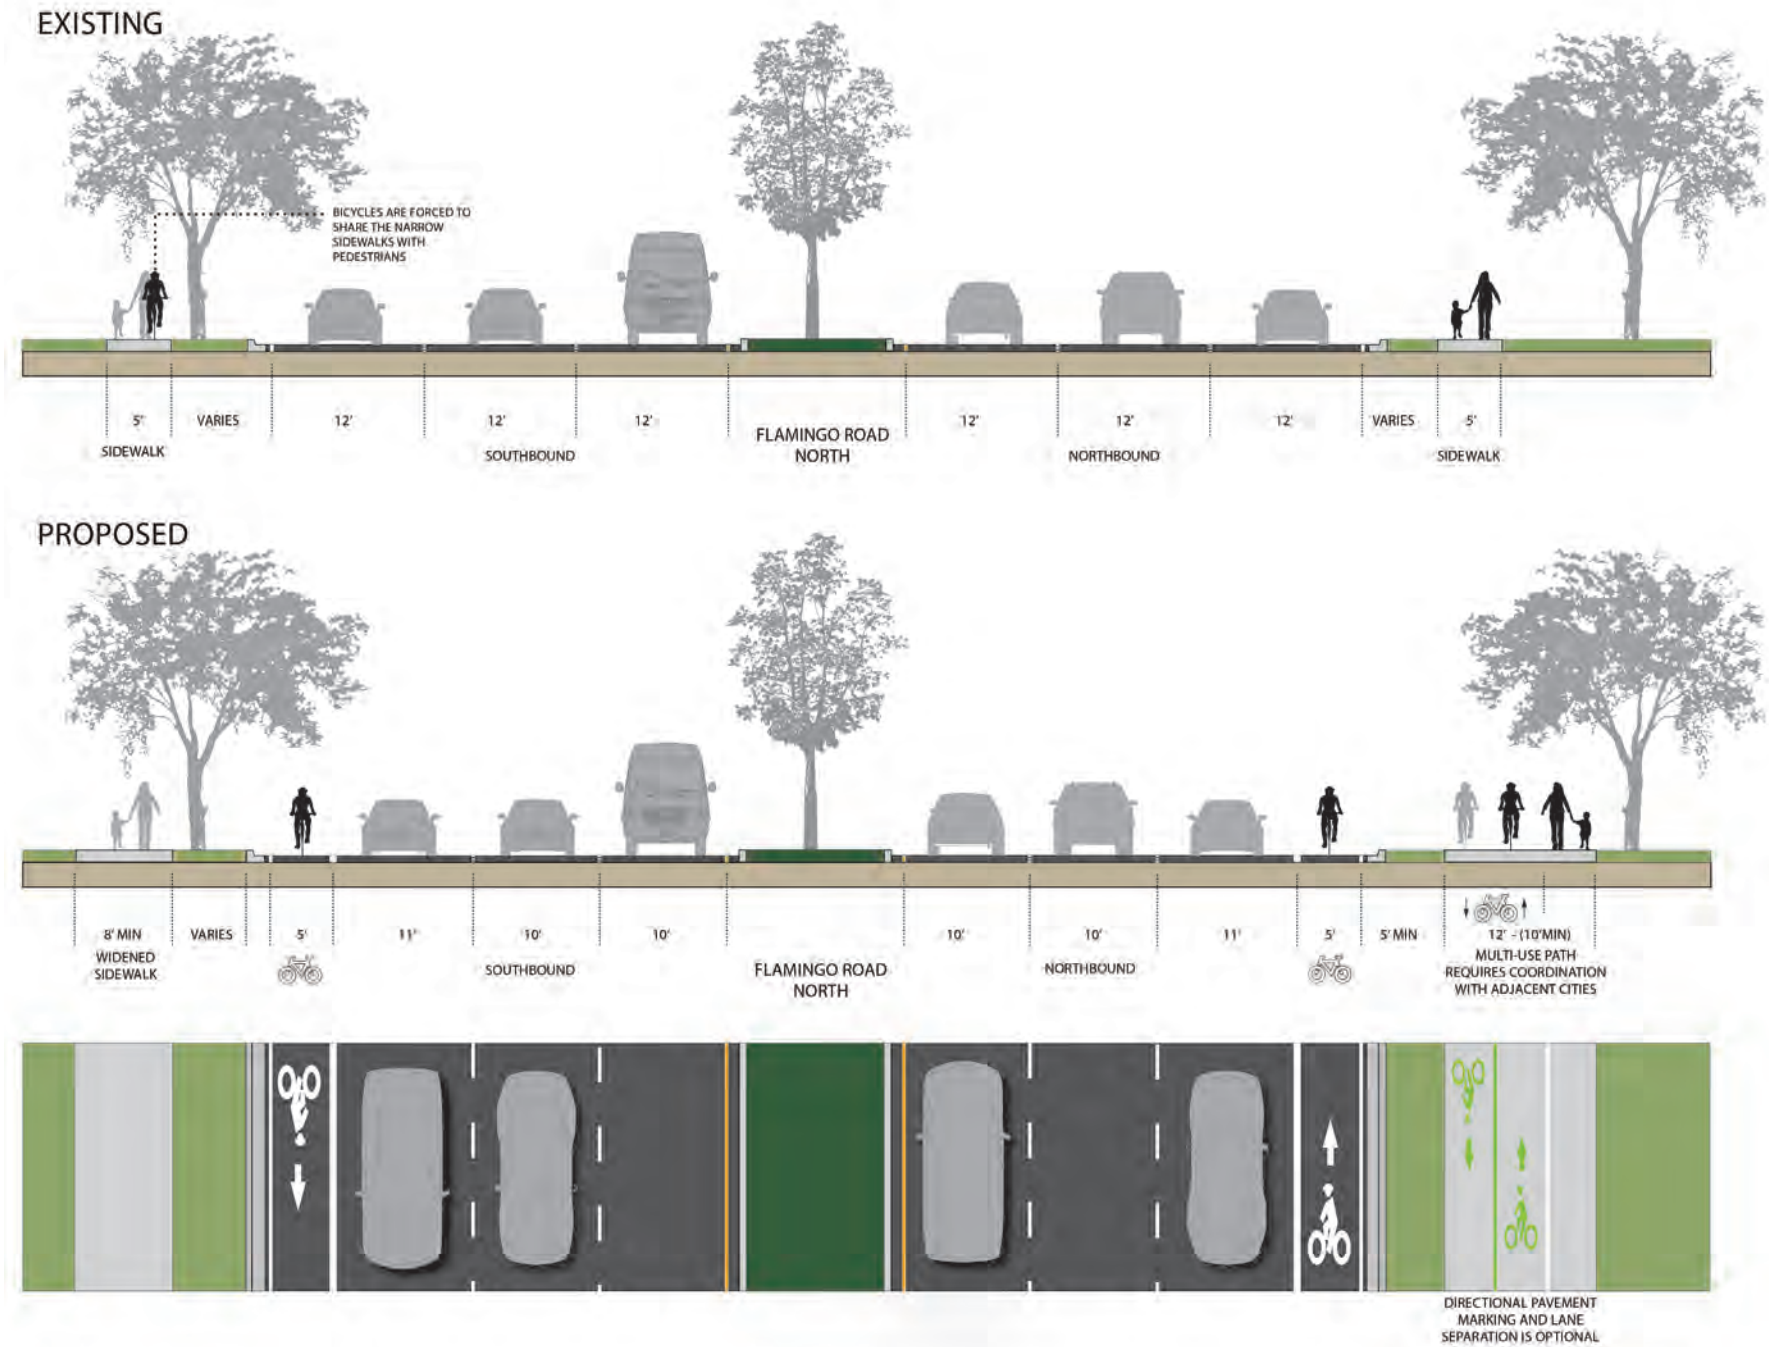 EXISTING
BICYCLES ARE FORCED TO
SHARE THE NARROW
SIDEWALKS WITH
PEDESTRIANS
5' VARIES 12' 12' 12' 12' 12' 12' VARIES 5'
SIDEWALK SOUTHBOUND FLAMINGO ROAD NORTHBOUND SIDEWALK
NORTH
PROPOSED
8' MIN VARIES 5' 11' 10' 10' 10' 10' 11' 5' 5' MIN 12' - (10'MIN)
WIDENED
SIDEWALK
SOUTHBOUND
FLAMINGO ROAD
NORTH
NORTHBOUND
MULTI-USE PATH
REQUIRES COORDINATION
WITH ADJACENT CITIES
DIRECTIONAL PAVEMENT
MARKING AND LANE
SEPARATION IS OPTIONAL